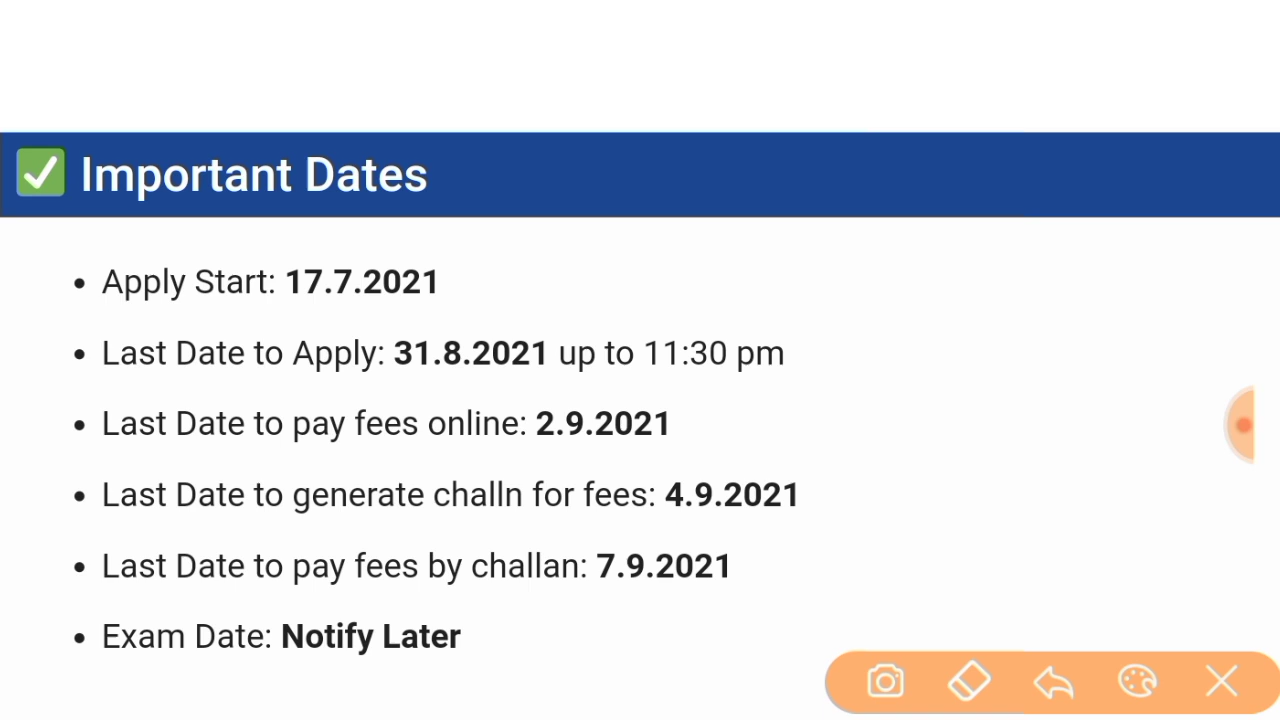 ✅ Important Dates
• Apply Start: 17.7.2021
• Last Date to Apply: 31.8.2021 up to 11:30 pm
• Last Date to pay fees online: 2.9.2021
• Last Date to generate challn for fees: 4.9.2021
• Last Date to pay fees by challan: 7.9.2021
• Exam Date: Notify Later